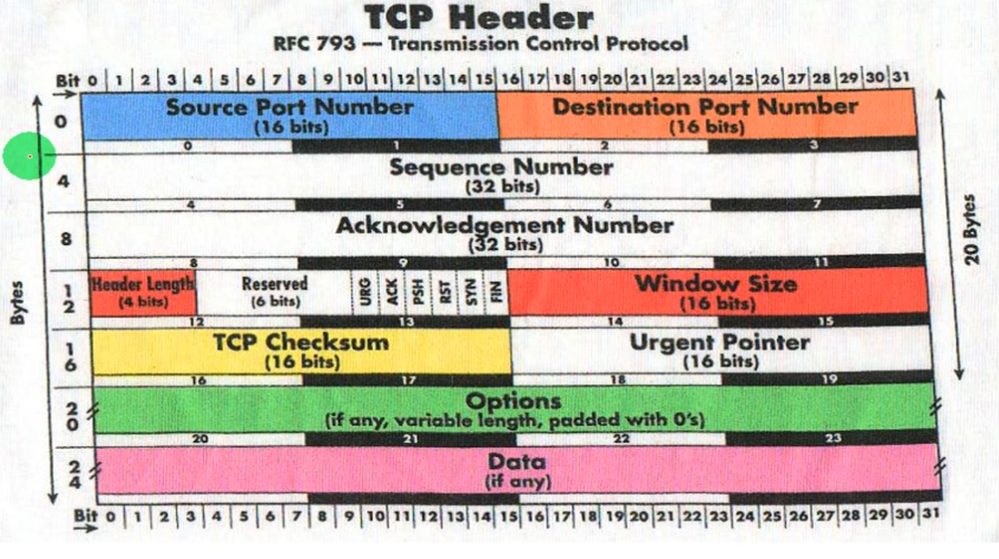 TCP Header
RFC 793 — Transmission Control Protocol
Bit 0 1 2 3 4 5 6 7 8 9 10 11 12 13 14 15 16 17 18 19 20 21 22 23 24 25 26 27 28 29 30 31
0
Source Port Number
(16 bits)
Destination Port Number
(16 bits)
0 1 2 3
4
Sequence Number
(32 bits)
4 5 6 7
8
Acknowledgement Number
(32 bits)
8 9 10 11
12
Header Length
(4 bits)
Reserved
(6 bits)
URG
ACK
PSH
RST
SYN
FIN
Window Size
(16 bits)
12 13 14 15
16
TCP Checksum
(16 bits)
Urgent Pointer
(16 bits)
16 17 18 19
20
Options
(if any, variable length, padded with 0's)
20 21 22 23
24
Data
(if any)
Bit 0 1 2 3 4 5 6 7 8 9 10 11 12 13 14 15 16 17 18 19 20 21 22 23 24 25 26 27 28 29 30 31
Bytes
20 Bytes